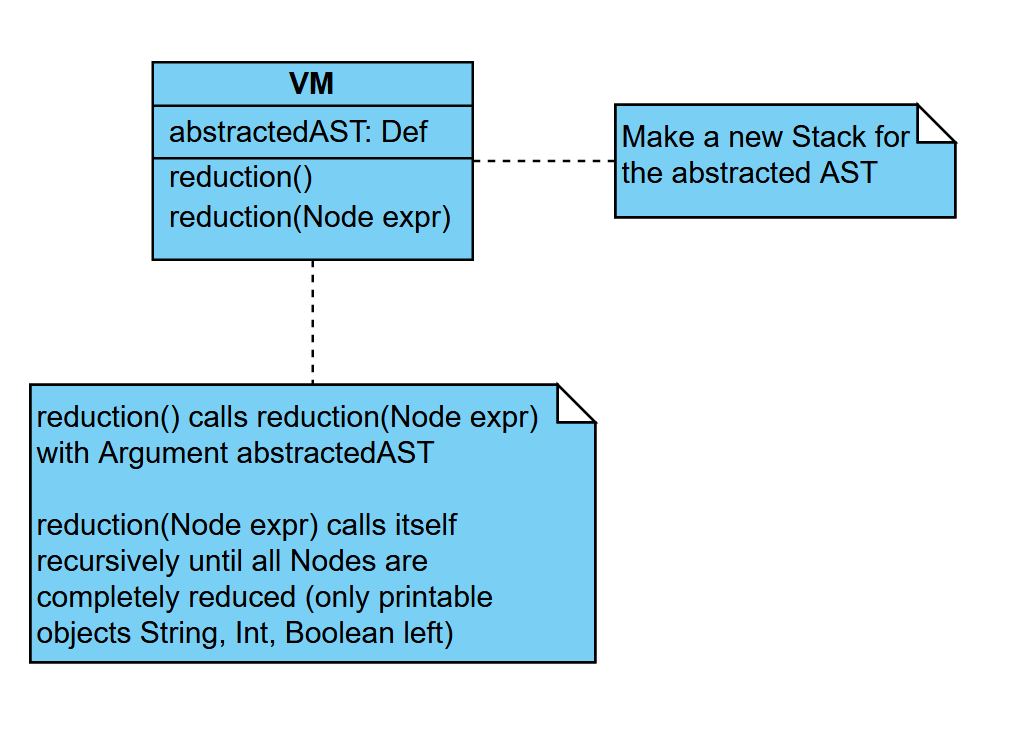 VM
abstractedAST: Def
reduction()
reduction(Node expr)
Make a new Stack for
the abstracted AST
reduction() calls reduction(Node expr)
with Argument abstractedAST
reduction(Node expr) calls itself
recursively until all Nodes are
completely reduced (only printable
objects String, Int, Boolean left)